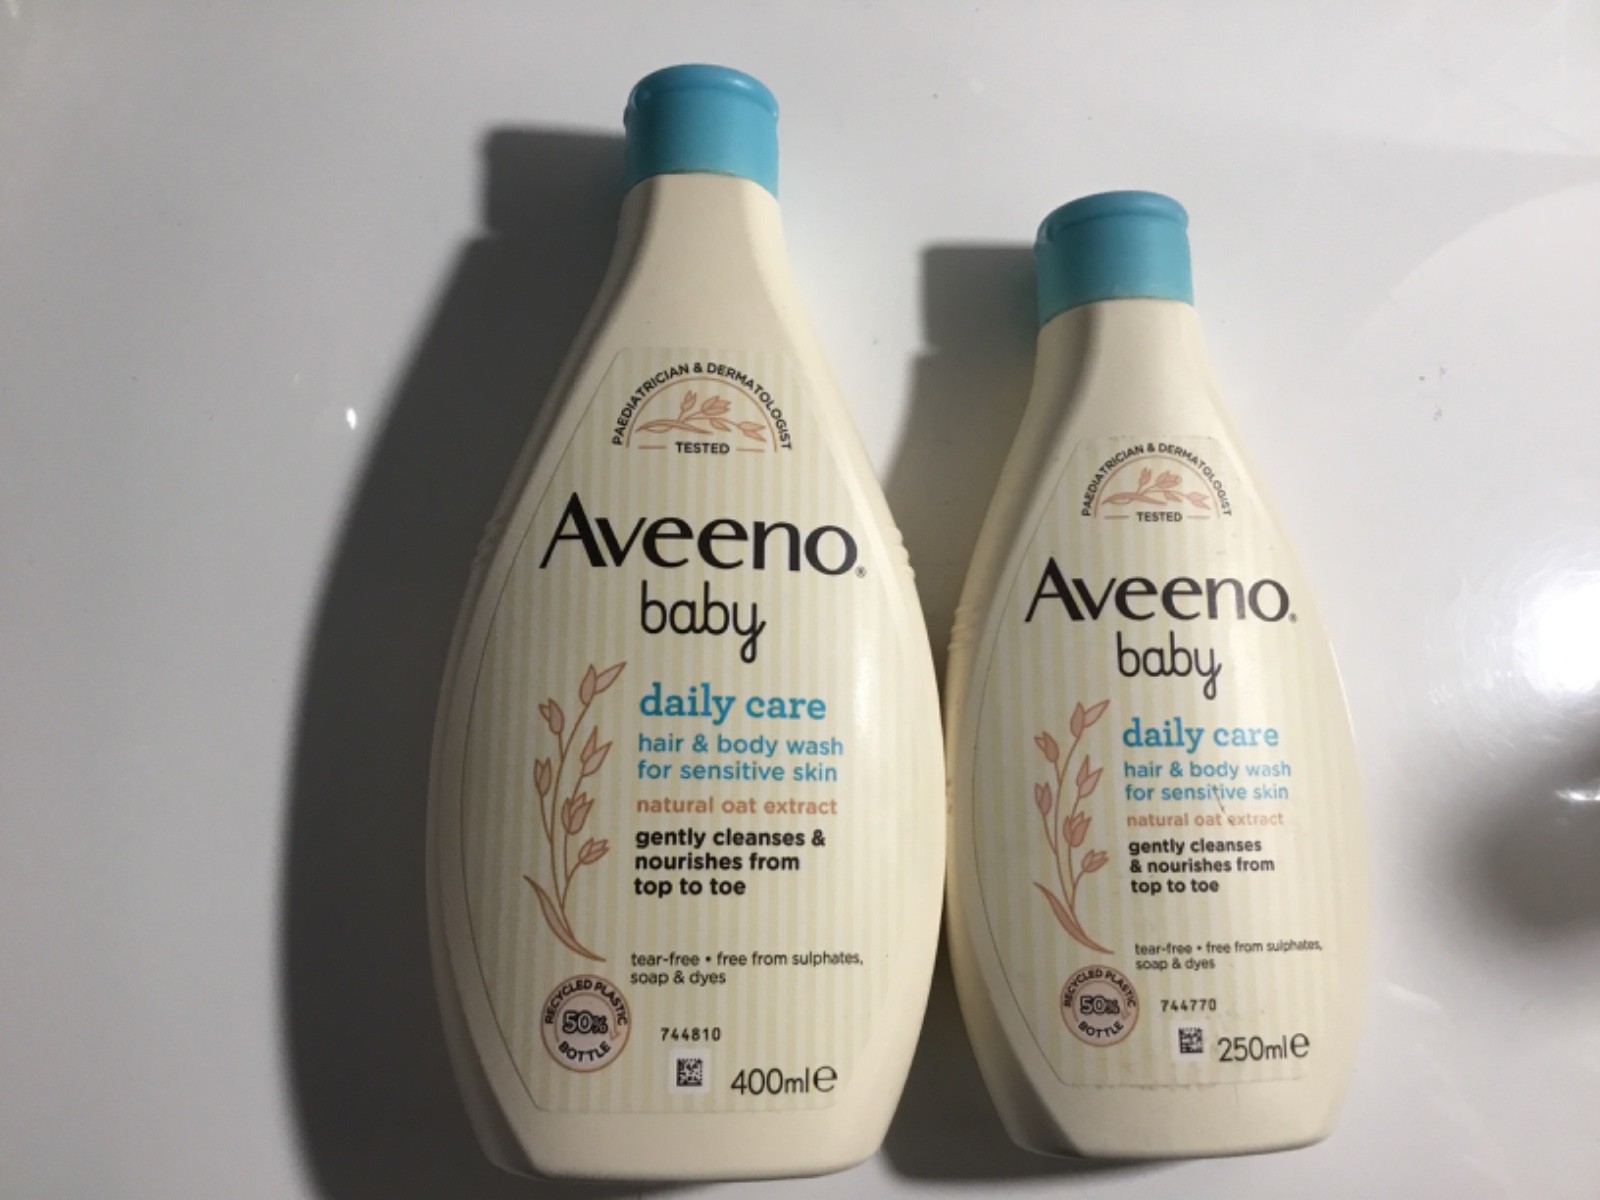 PAEDIATRICIAN & DERMATOLOGIST
TESTED
Aveeno®
baby
daily care
hair & body wash
for sensitive skin
natural oat extract
gently cleanses &
nourishes from
top to toe
tear-free • free from sulphates,
soap & dyes
RECYCLED PLASTIC
50%
BOTTLE
744810
400ml℮
PAEDIATRICIAN & DERMATOLOGIST
TESTED
Aveeno®
baby
daily care
hair & body wash
for sensitive skin
natural oat extract
gently cleanses
& nourishes from
top to toe
tear-free • free from sulphates,
soap & dyes
RECYCLED PLASTIC
50%
BOTTLE
744770
250ml℮